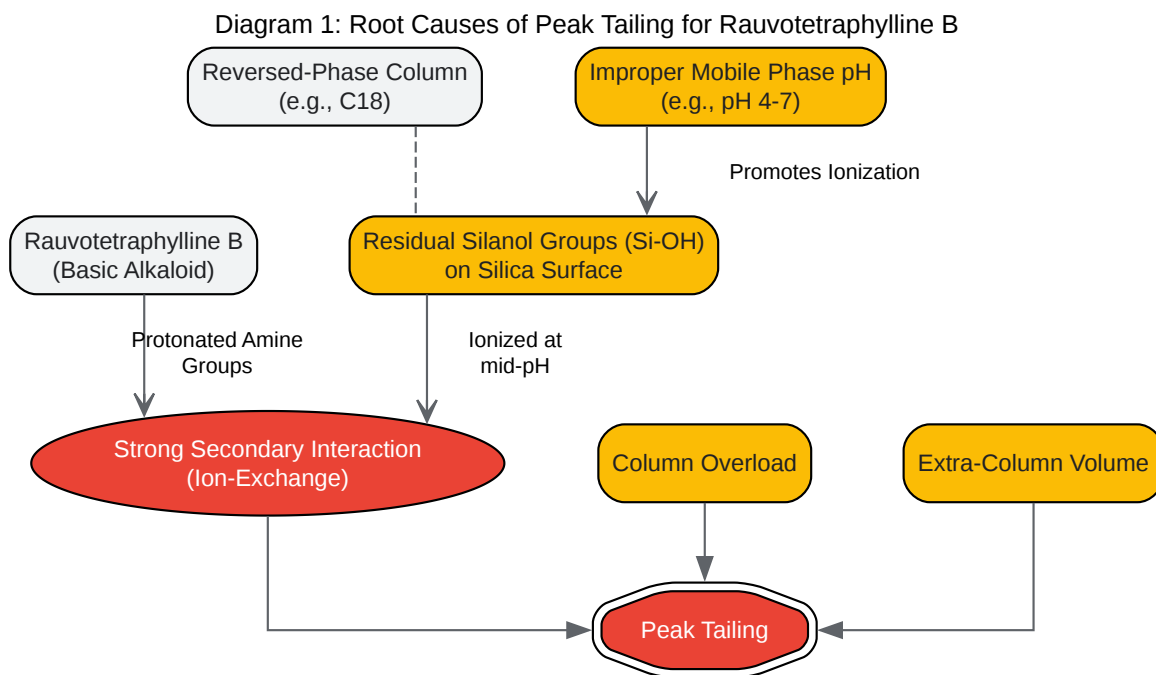 Diagram 1: Root Causes of Peak Tailing for Rauvotetraphylline B
Reversed-Phase Column
(e.g., C18)
Improper Mobile Phase pH
(e.g., pH 4-7)
Promotes Ionization
Rauvotetraphylline B
(Basic Alkaloid)
Residual Silanol Groups (Si-OH)
on Silica Surface
Protonated Amine
Groups
Ionized at
mid-pH
Strong Secondary Interaction
(Ion-Exchange)
Column Overload
Extra-Column Volume
Peak Tailing